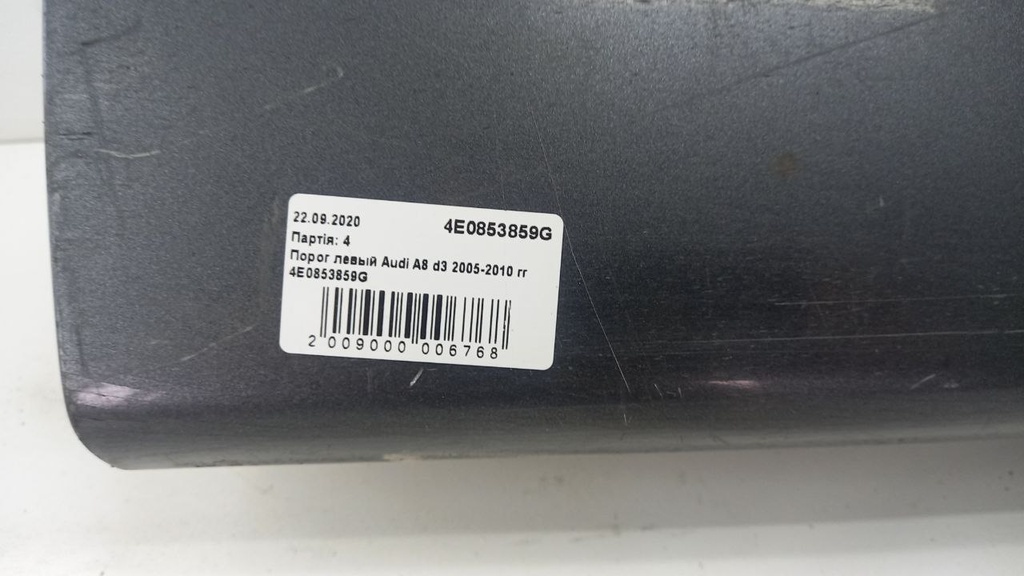 22.09.2020 4E0853859G
Партія: 4
Порог левый Audi A8 d3 2005-2010 гг
4E0853859G
2 009000 006768